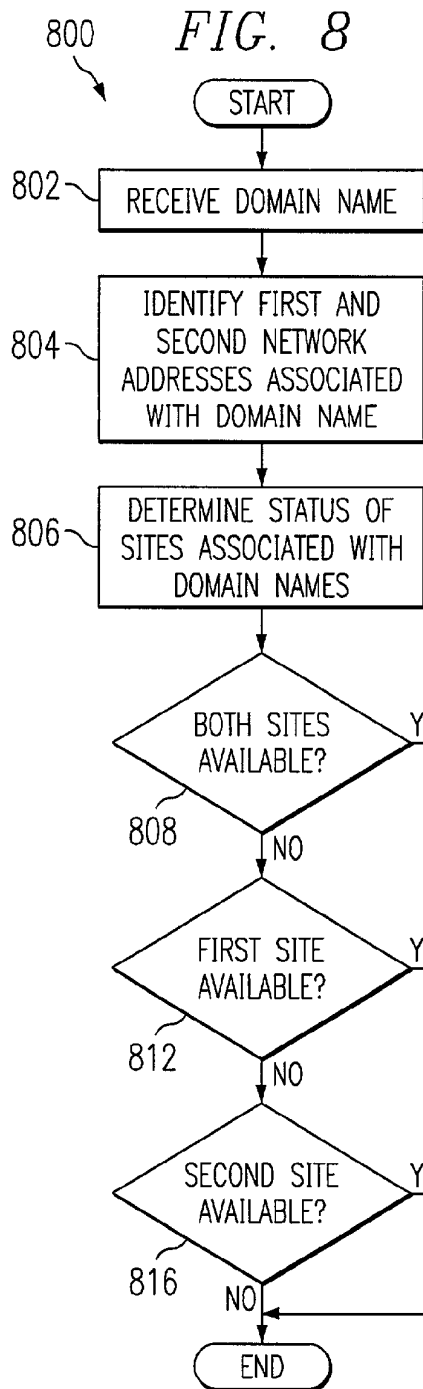 FIG. 8
800
START
802
RECEIVE DOMAIN NAME
804
IDENTIFY FIRST AND
SECOND NETWORK
ADDRESSES ASSOCIATED
WITH DOMAIN NAME
806
DETERMINE STATUS OF
SITES ASSOCIATED WITH
DOMAIN NAMES
BOTH SITES
AVAILABLE?
Y
808
NO
FIRST SITE
AVAILABLE?
Y
812
NO
SECOND SITE
AVAILABLE?
Y
816
NO
END